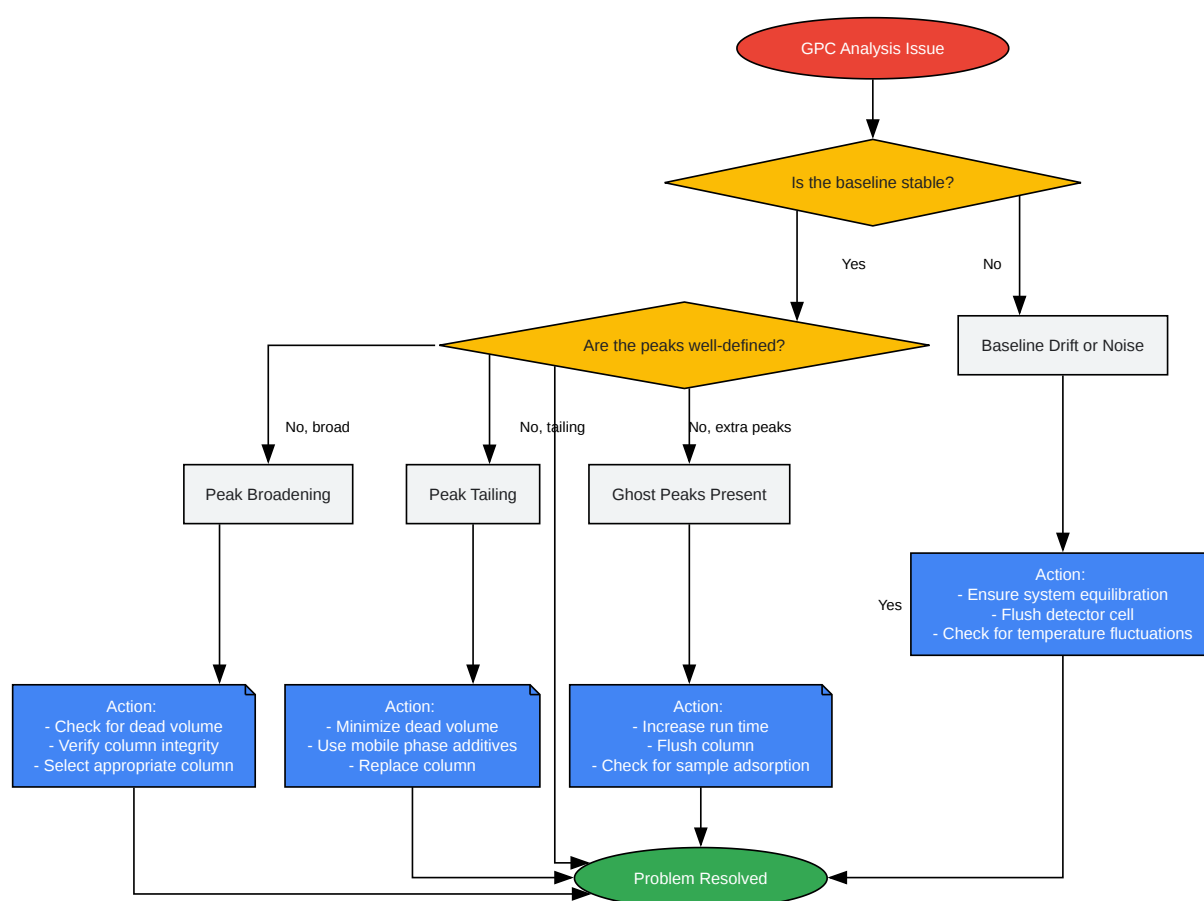 GPC Analysis Issue
Is the baseline stable?
Yes
No
Are the peaks well-defined?
Baseline Drift or Noise
No, broad
No, tailing
No, extra peaks
Peak Broadening
Peak Tailing
Ghost Peaks Present
Action:
- Ensure system equilibration
- Flush detector cell
- Check for temperature fluctuations
Yes
Action:
- Check for dead volume
- Verify column integrity
- Select appropriate column
Action:
- Minimize dead volume
- Use mobile phase additives
- Replace column
Action:
- Increase run time
- Flush column
- Check for sample adsorption
Problem Resolved